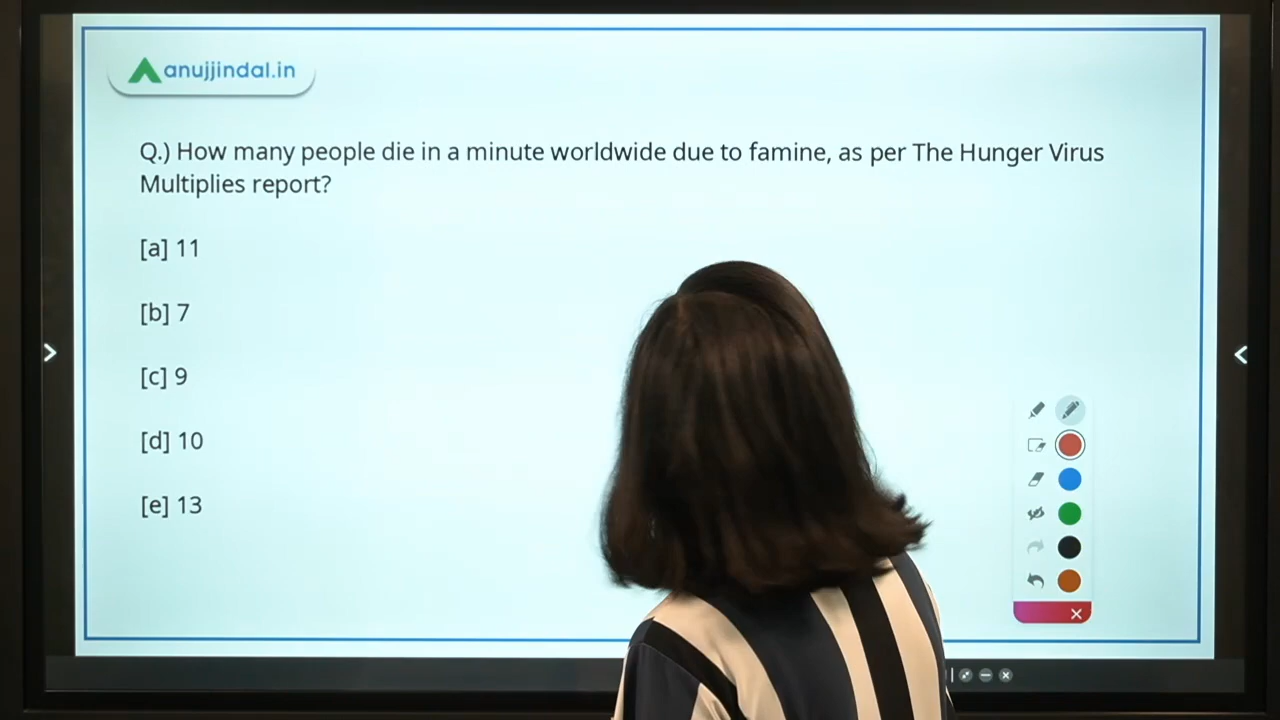 anujjindal.in
Q.) How many people die in a minute worldwide due to famine, as per The Hunger Virus
Multiplies report?
[a] 11
[b] 7
[c] 9
[d] 10
[e] 13